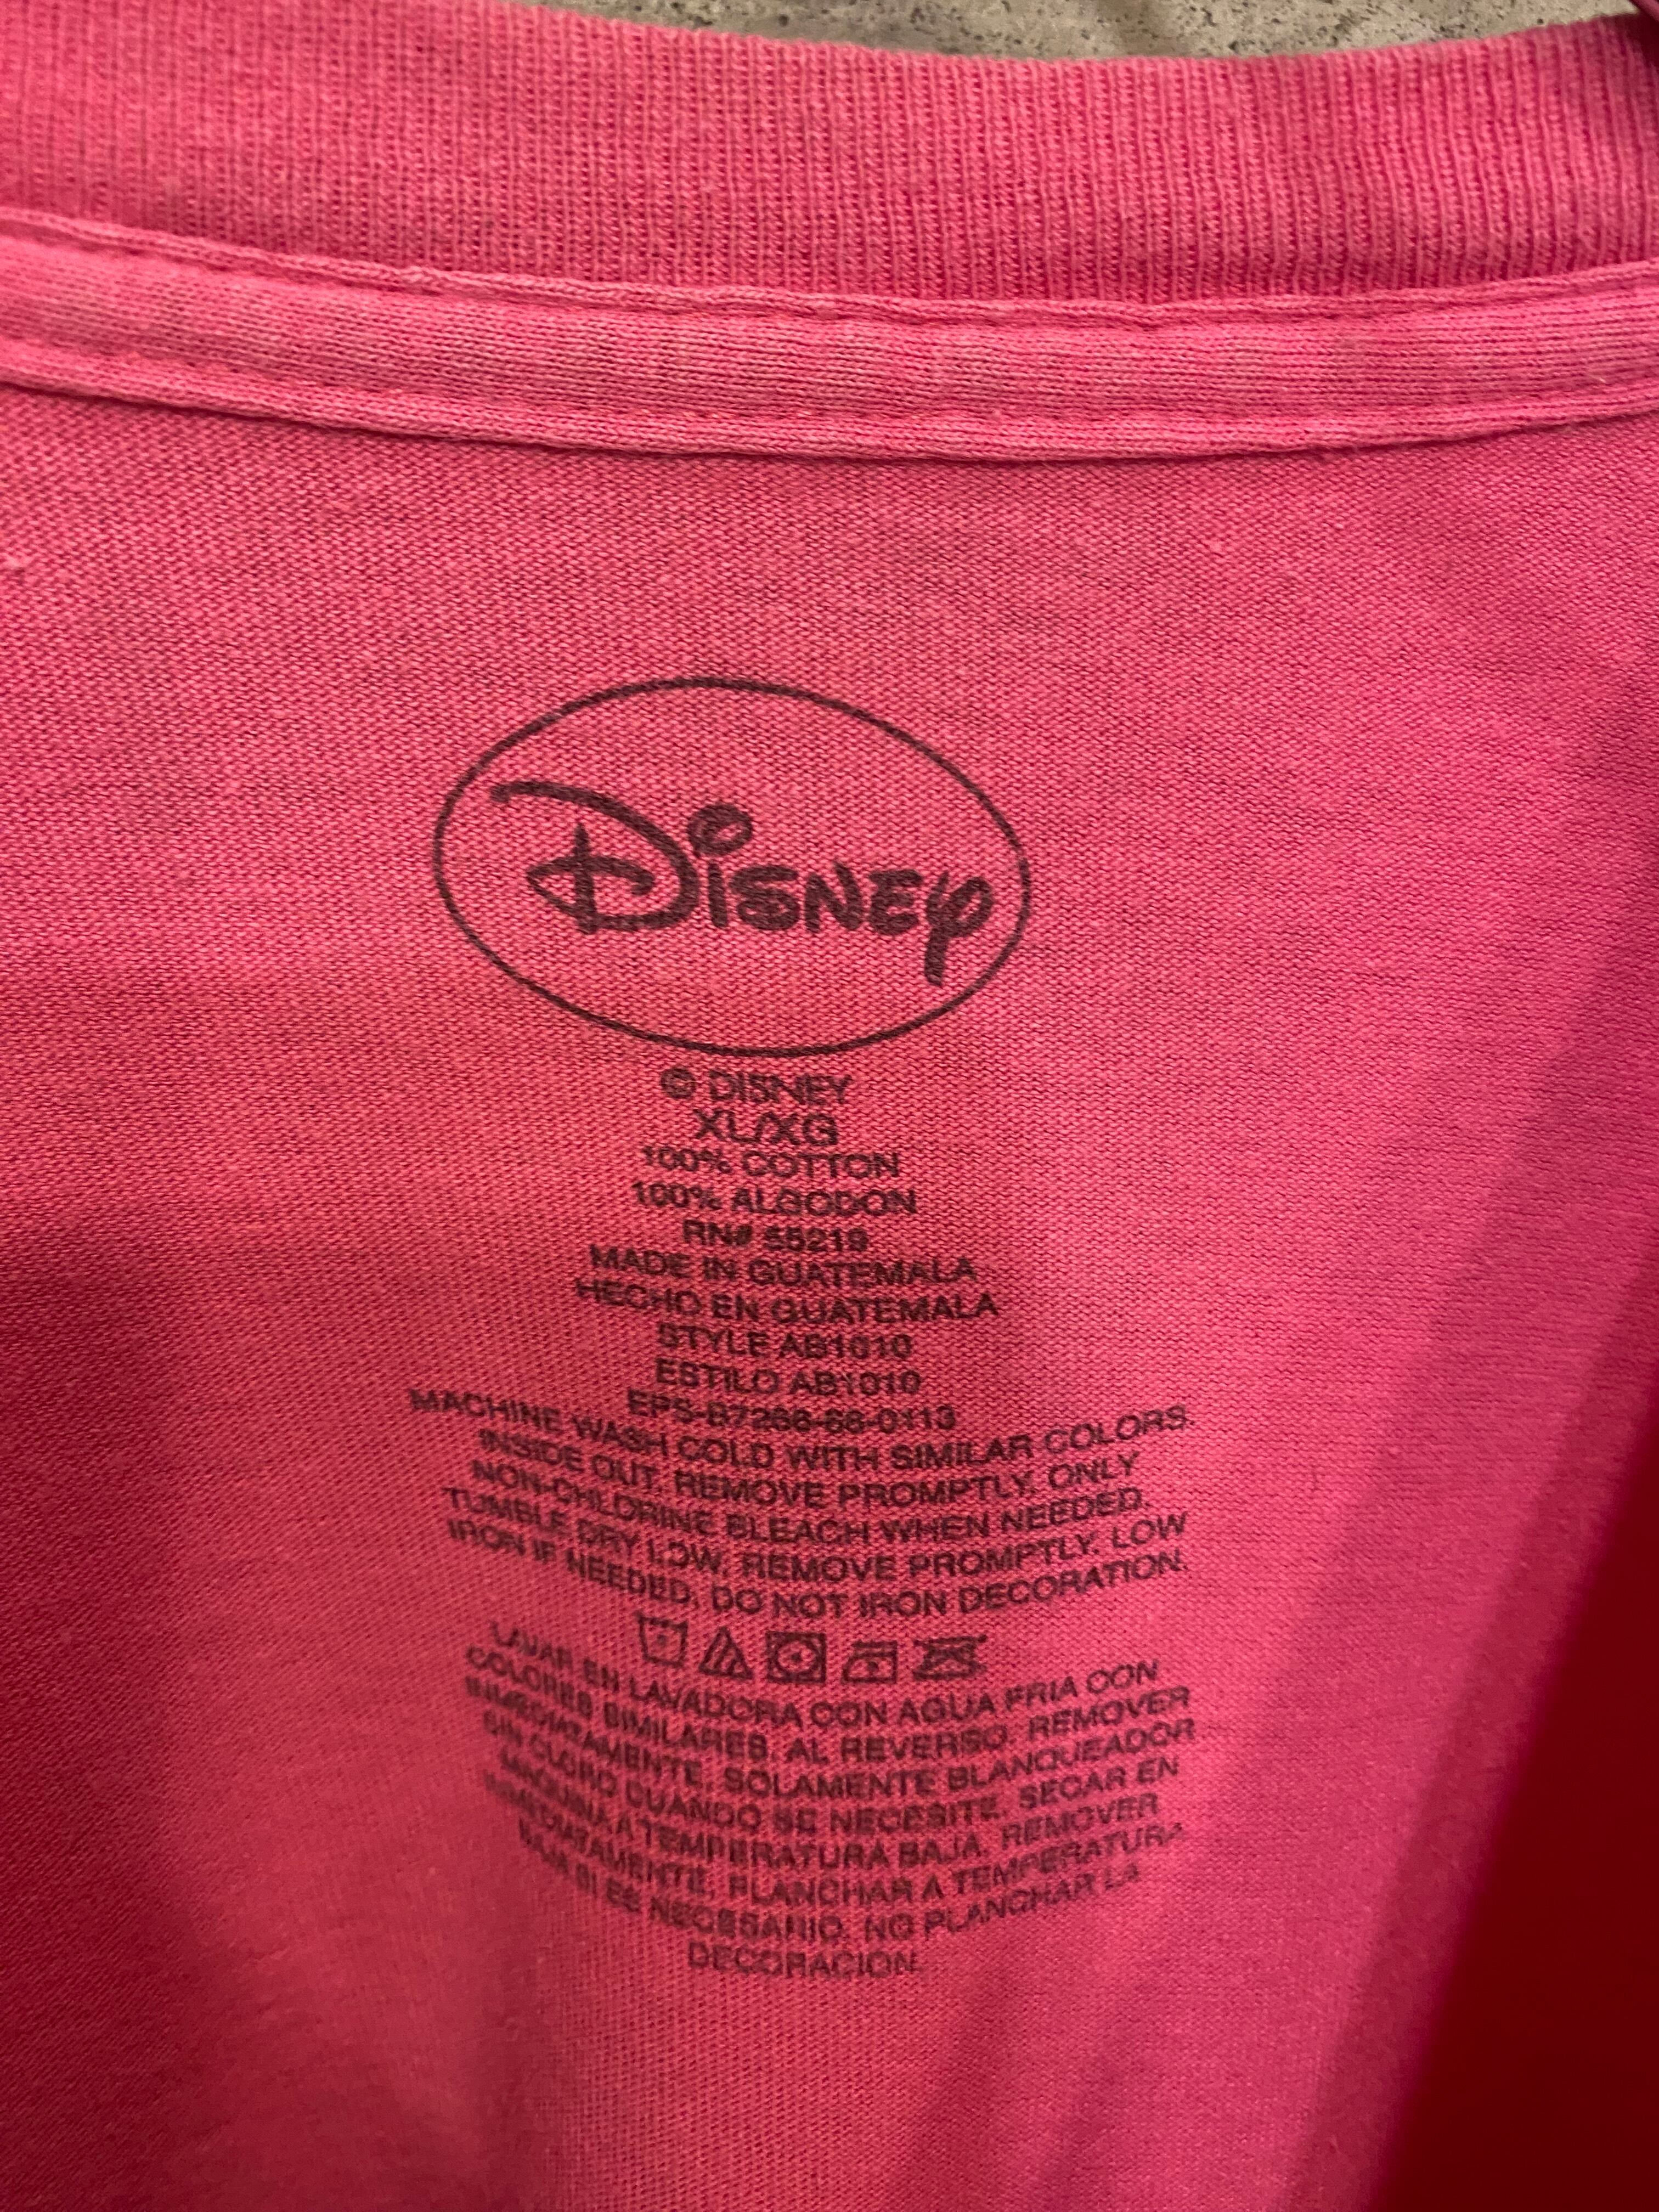 Disney
© DISNEY
XL/XG
100% COTTON
100% ALGODON
RN#
MADE IN GUATEMALA
HECHO EN GUATEMALA
STYLE AB1010
ESTILO AB1010
MACHINE WASH COLD WITH SIMILAR COLORS.
INSIDE OUT. REMOVE PROMPTLY. ONLY
NON-CHLORINE BLEACH WHEN NEEDED.
TUMBLE DRY LOW. REMOVE PROMPTLY. LOW
IRON IF NEEDED. DO NOT IRON DECORATION.
LAVAR EN LAVADORA CON AGUA FRIA CON
COLORES SIMILARES. AL REVERSO. REMOVER
INMEDIATAMENTE. SOLAMENTE BLANQUEADOR
SIN CLORO CUANDO SE NECESITE. SECAR EN
MAQUINA A TEMPERATURA BAJA. REMOVER
INMEDIATAMENTE. PLANCHAR A TEMPERATURA
BAJA SI ES NECESARIO. NO PLANCHAR LA
DECORACION.